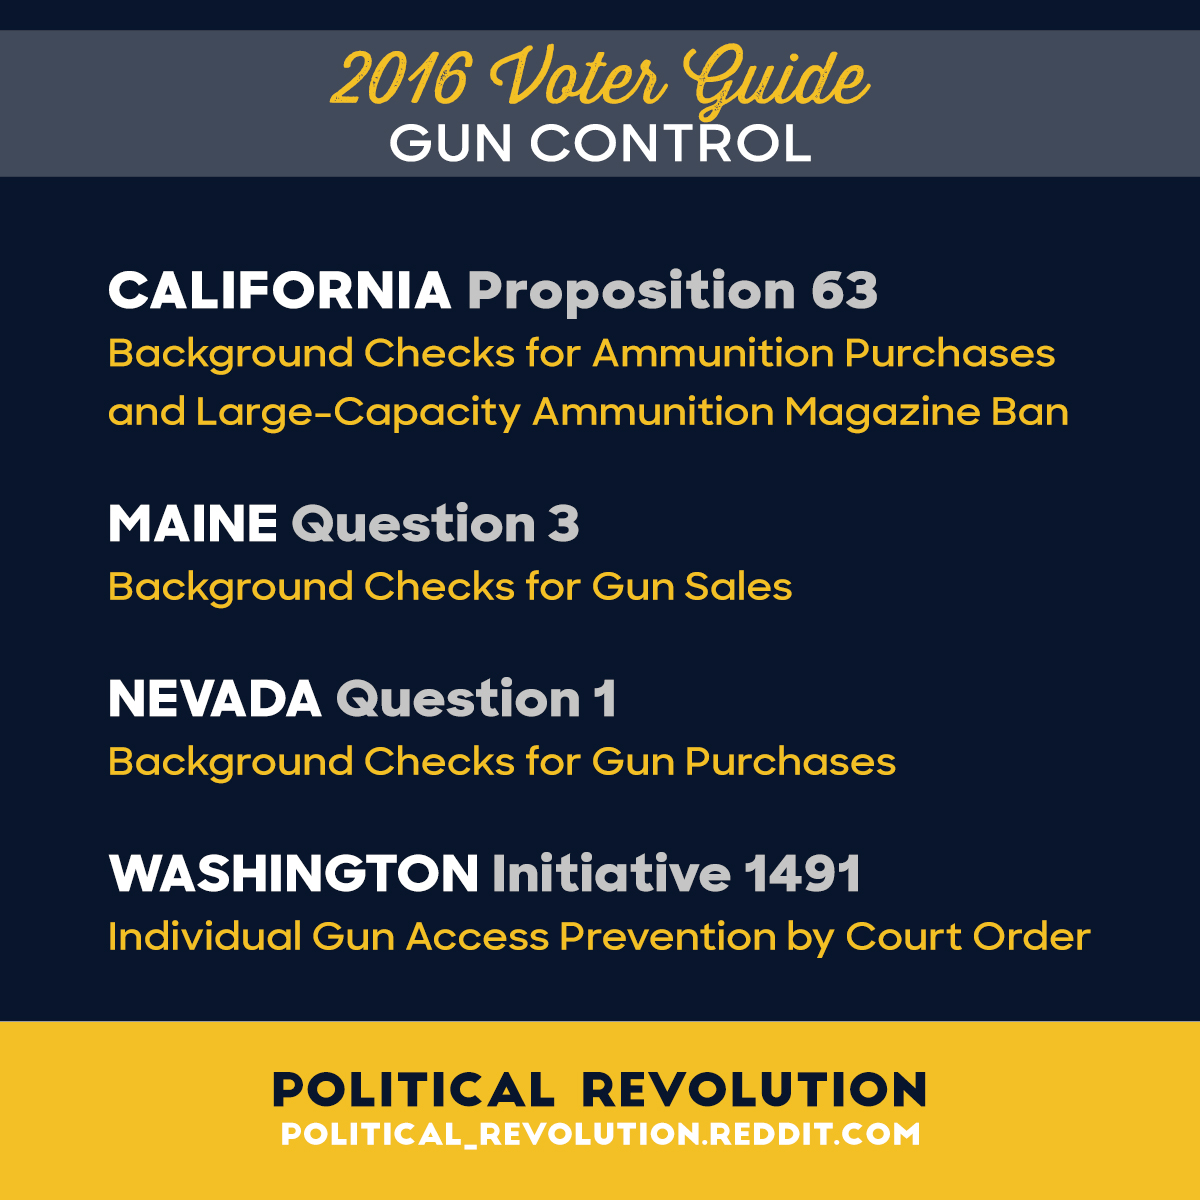 2016 Voter Guide
GUN CONTROL
CALIFORNIA Proposition 63
Background Checks for Ammunition Purchases
and Large-Capacity Ammunition Magazine Ban
MAINE Question 3
Background Checks for Gun Sales
NEVADA Question 1
Background Checks for Gun Purchases
WASHINGTON Initiative 1491
Individual Gun Access Prevention by Court Order
POLITICAL REVOLUTION
POLITICAL_REVOLUTION.REDDIT.COM